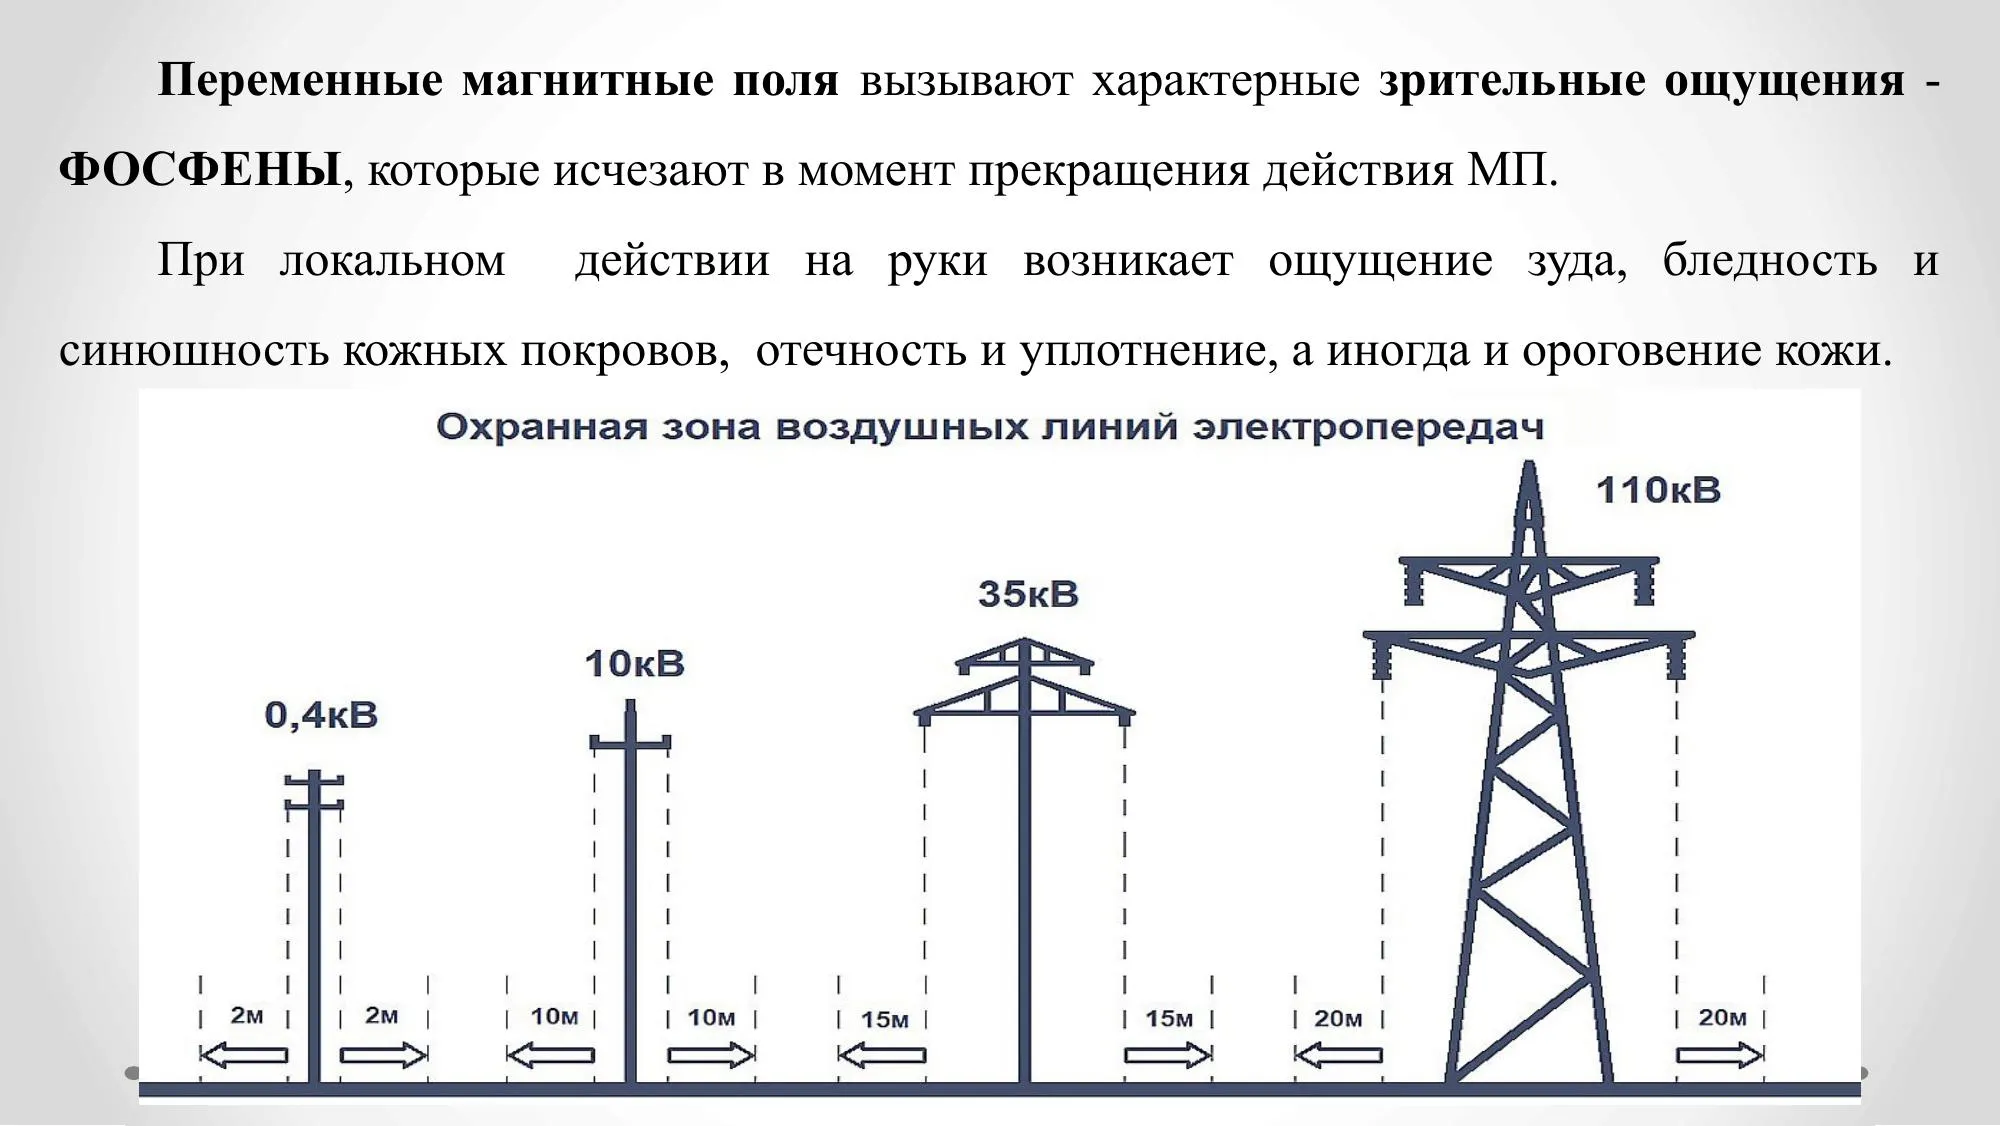 Переменные магнитные поля вызывают характерные зрительные ощущения -
ФОСФЕНЫ, которые исчезают в момент прекращения действия МП.
При локальном действии на руки возникает ощущение зуда, бледность и
синюшность кожных покровов, отечность и уплотнение, а иногда и ороговение кожи.
Охранная зона воздушных линий электропередач
110кВ
35кВ
10кВ
0,4кВ
2м 2м 10м 10м 15м 15м 20м 20м